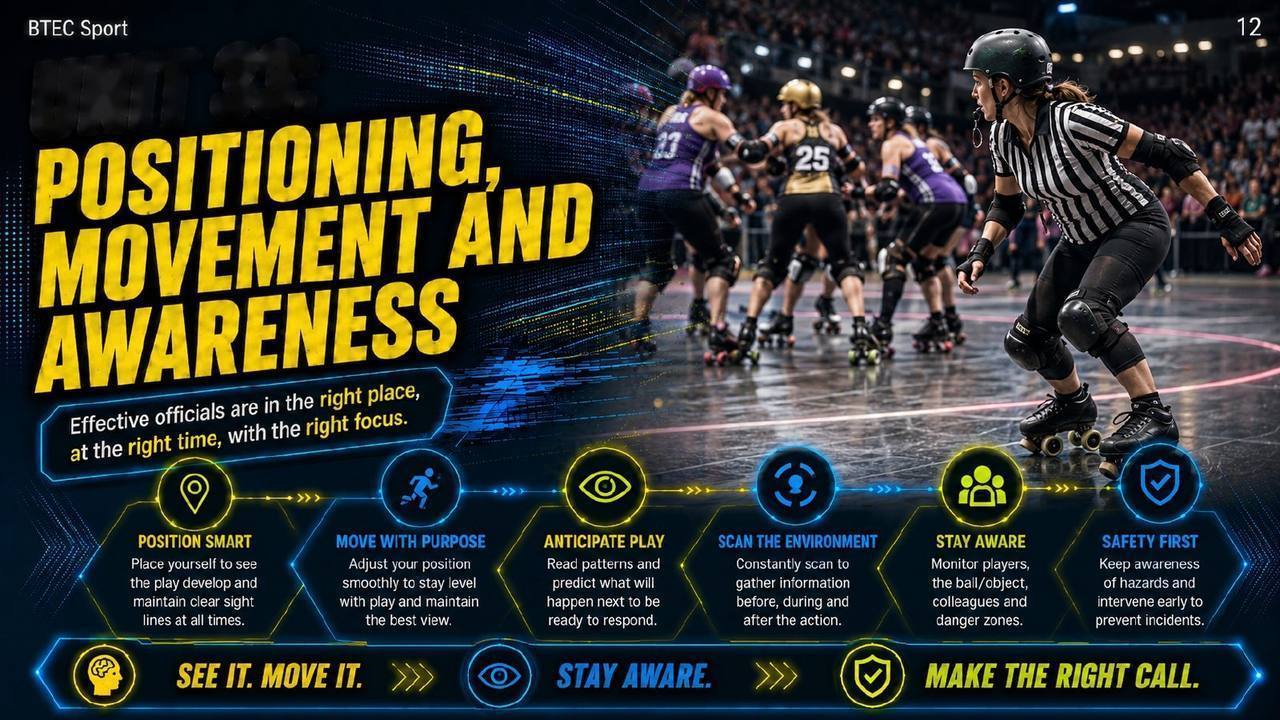 BTEC Sport
12
POSITIONING,
MOVEMENT AND
AWARENESS
Effective officials are in the right place,
at the right time, with the right focus.
25
POSITION SMART
Place yourself to see
the play develop and
maintain clear sight
lines at all times.
MOVE WITH PURPOSE
Adjust your position
smoothly to stay level
with play and maintain
the best view.
ANTICIPATE PLAY
Read patterns and
predict what will
happen next to be
ready to respond.
SCAN THE ENVIRONMENT
Constantly scan to
gather information
before, during and
after the action.
STAY AWARE
Monitor players,
the ball/object,
colleagues and
danger zones.
SAFETY FIRST
Keep awareness
of hazards and
intervene early to
prevent incidents.
SEE IT. MOVE IT.
STAY AWARE.
MAKE THE RIGHT CALL.